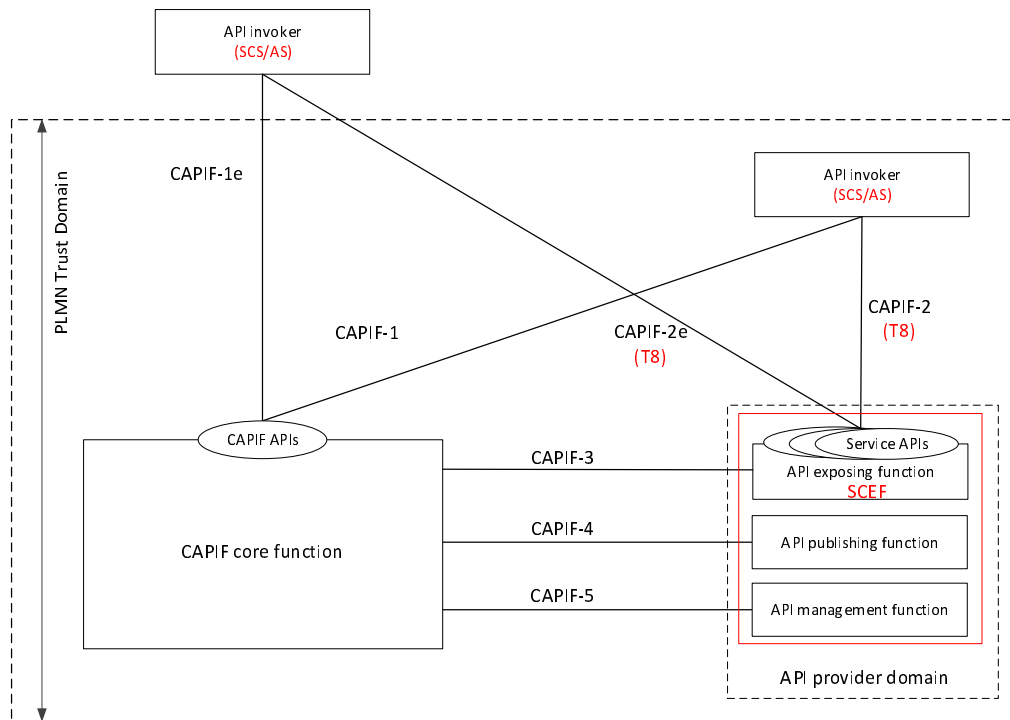 API invoker
(SCS/AS)
CAPIF-1e
PLMN Trust Domain
API invoker
(SCS/AS)
CAPIF-1
CAPIF-2e
(T8)
CAPIF-2
(T8)
CAPIF APIs
Service APIs
API exposing function
SCEF
CAPIF-3
CAPIF core function
CAPIF-4
API publishing function
CAPIF-5
API management function
API provider domain